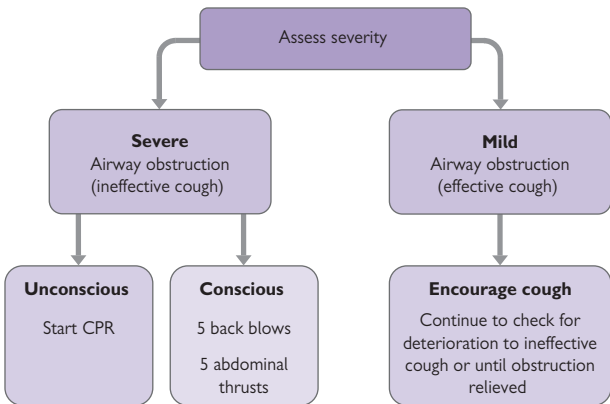 Assess severity
Severe
Airway obstruction
(ineffective cough)
Mild
Airway obstruction
(effective cough)
Unconscious
Start CPR
Conscious
5 back blows
5 abdominal
thrusts
Encourage cough
Continue to check for
deterioration to ineffective
cough or until obstruction
relieved